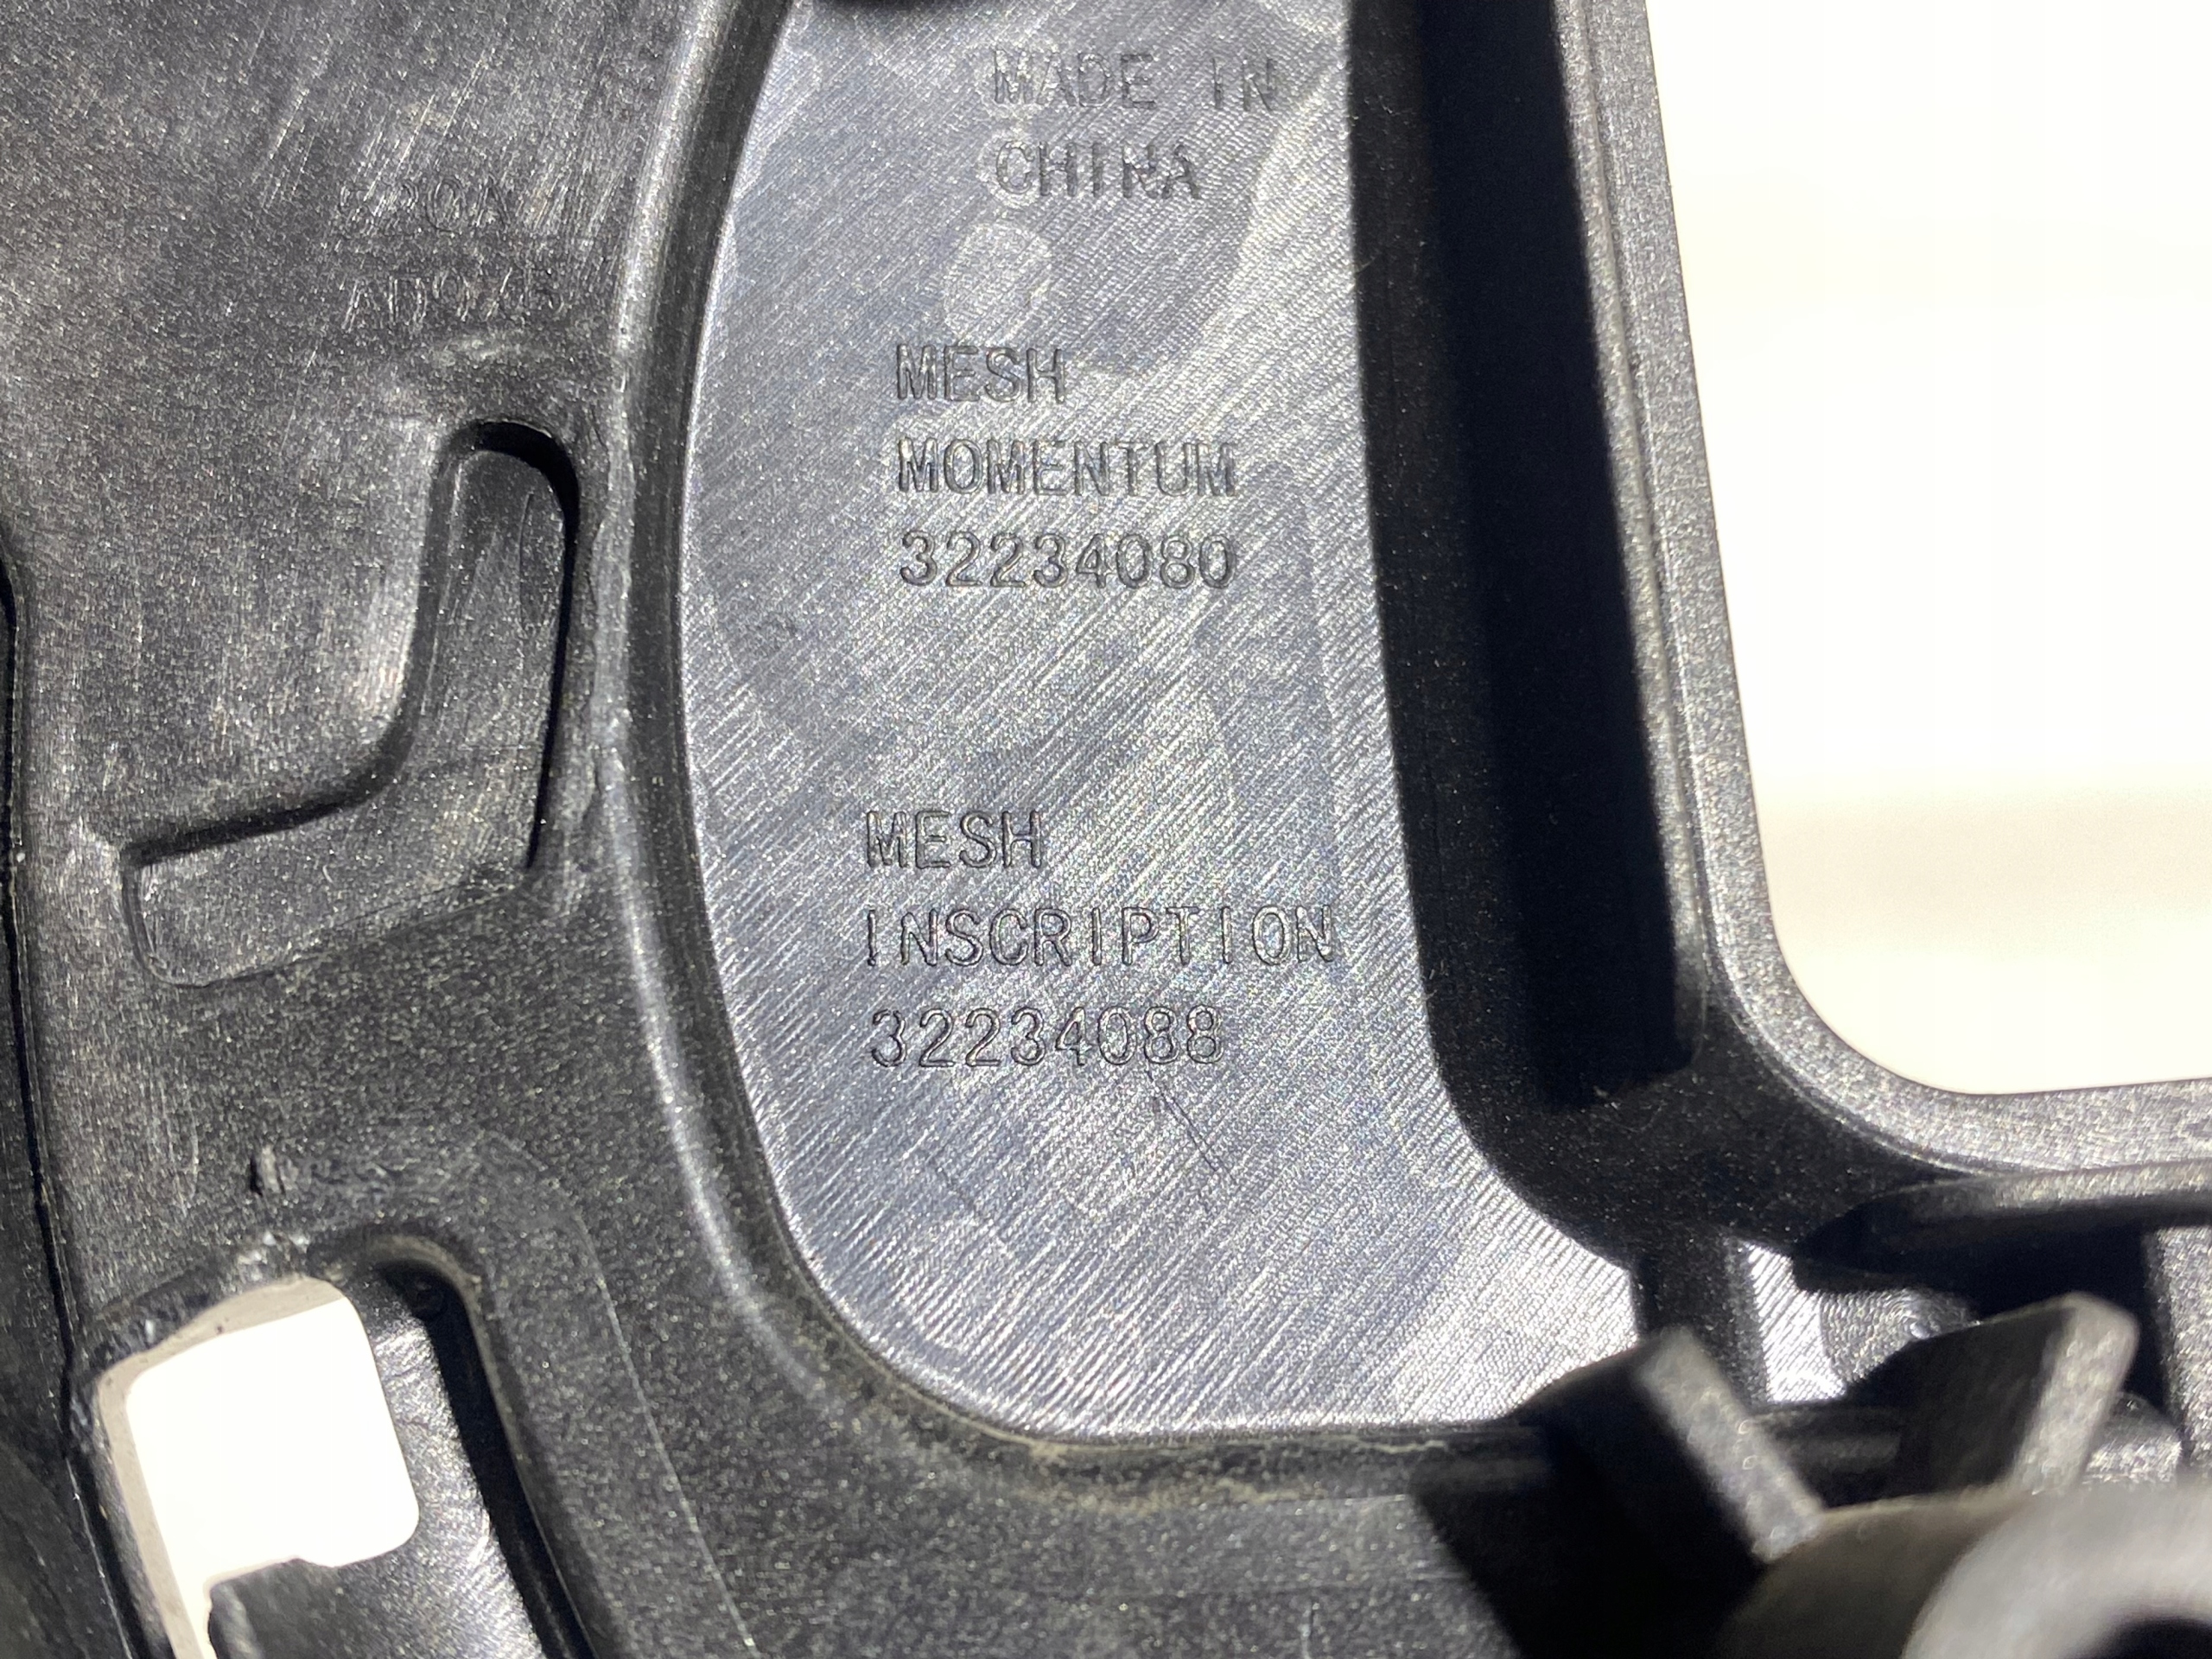 MADE IN
CHINA
MESH
MOMENTUM
32234080
MESH
INSCRIPTION
32234088